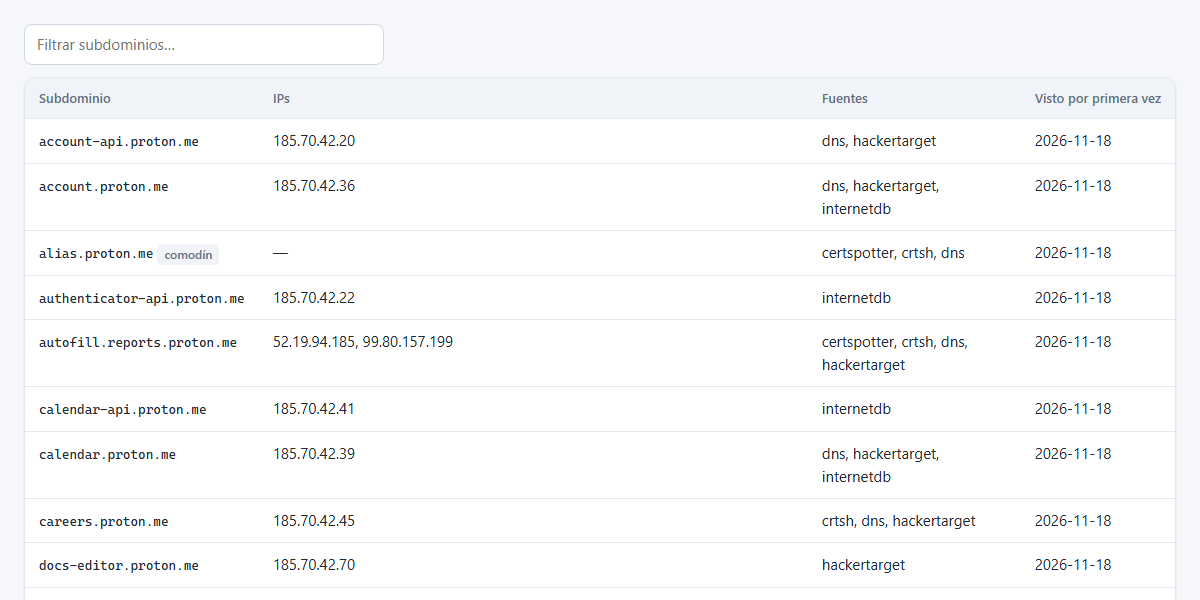 Filtrar subdominios...
Subdominio IPs Fuentes Visto por primera vez
account-api.proton.me 185.70.42.20 dns, hackertarget 2026-11-18
account.proton.me 185.70.42.36 dns, hackertarget, 2026-11-18
internetdb
alias.proton.me comodín — certspotter, crtsh, dns 2026-11-18
authenticator-api.proton.me 185.70.42.22 internetdb 2026-11-18
autofill.reports.proton.me 52.19.94.185, 99.80.157.199 certspotter, crtsh, dns, 2026-11-18
hackertarget
calendar-api.proton.me 185.70.42.41 internetdb 2026-11-18
calendar.proton.me 185.70.42.39 dns, hackertarget, 2026-11-18
internetdb
careers.proton.me 185.70.42.45 crtsh, dns, hackertarget 2026-11-18
docs-editor.proton.me 185.70.42.70 hackertarget 2026-11-18